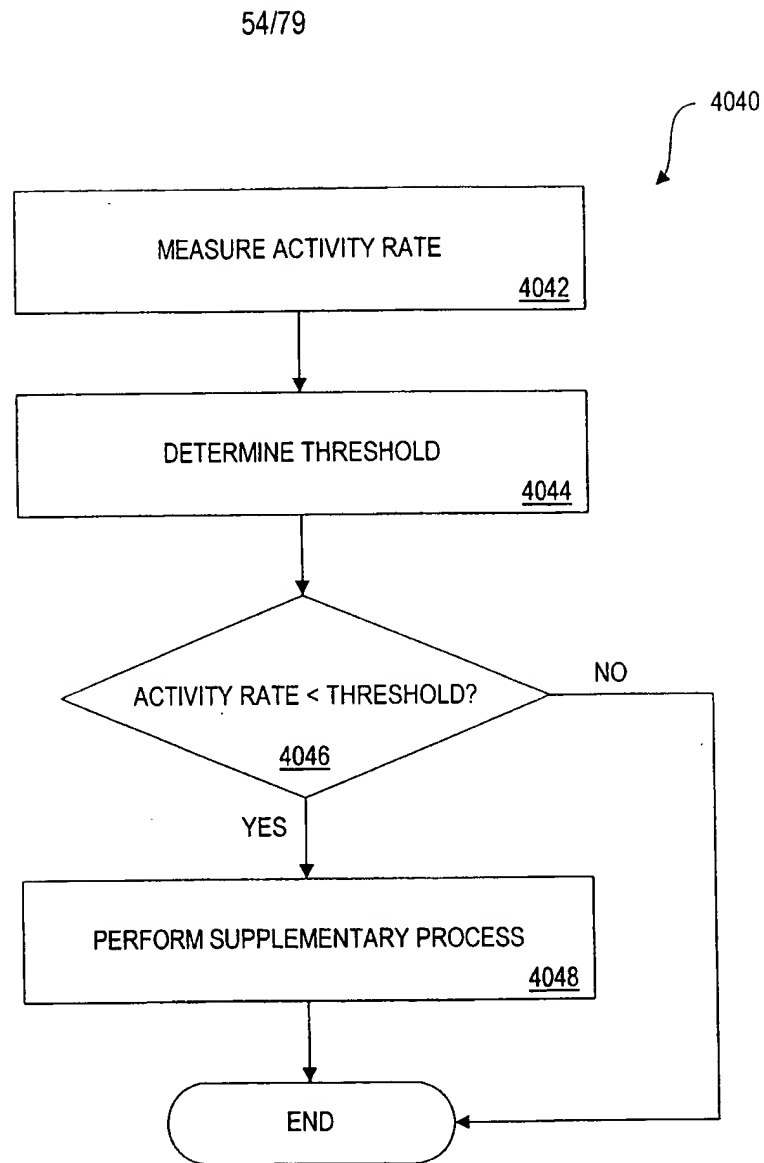 54/79
4040
MEASURE ACTIVITY RATE
4042
DETERMINE THRESHOLD
4044
ACTIVITY RATE < THRESHOLD?
4046
NO
YES
PERFORM SUPPLEMENTARY PROCESS
4048
END